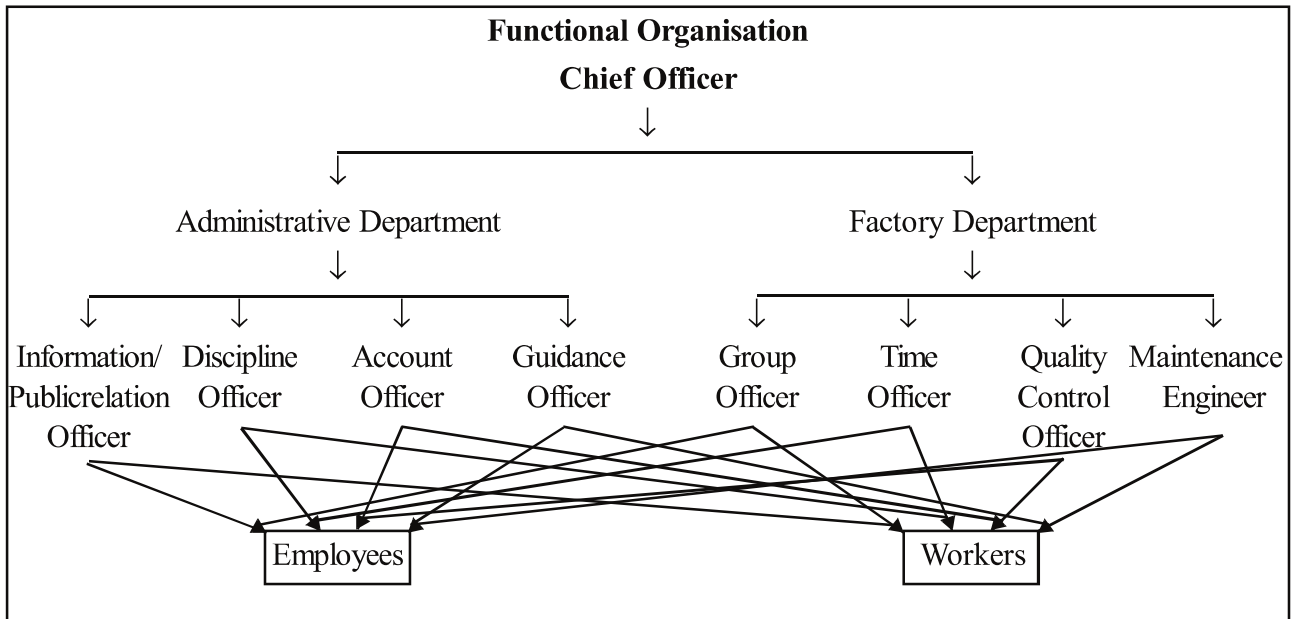 Functional Organisation
Chief Officer
Administrative Department
Factory Department
Information/
Publicrelation
Officer
Discipline
Officer
Account
Officer
Guidance
Officer
Group
Officer
Time
Officer
Quality
Control
Officer
Maintenance
Engineer
Employees
Workers